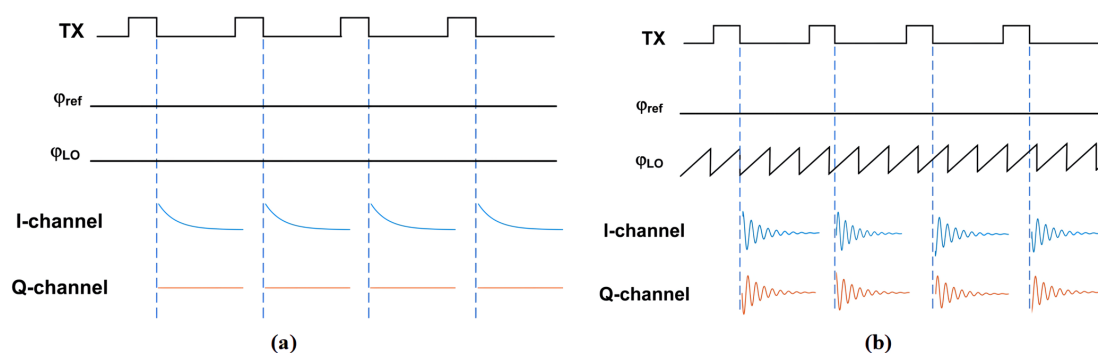 TX
φref
φLO
I-channel
Q-channel
(a)
TX
φref
φLO
I-channel
Q-channel
(b)